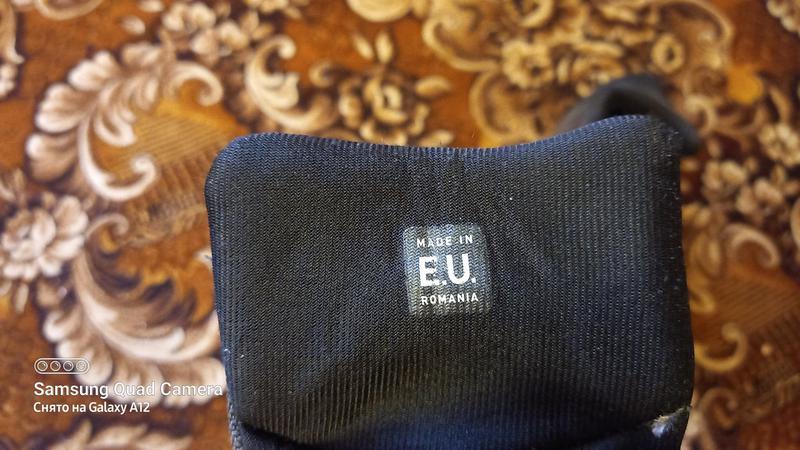 MADE IN
E.U.
ROMANIA
Samsung Quad Camera
Снято на Galaxy A12